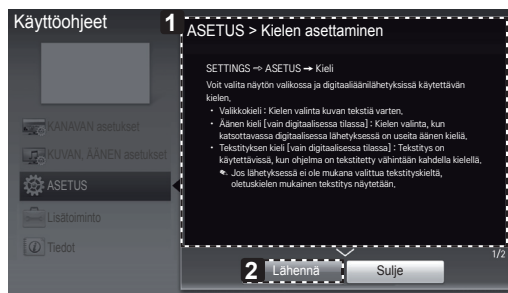 Käyttöohjeet
1
ASETUS > Kielen asettaminen
SETTINGS ⇨ ASETUS ➙ Kieli
Voit valita näytön valikossa ja digitaaliäänilähetyksissä käytettävän
kielen.
• Valikkokieli : Kielen valinta kuvan tekstiä varten.
• Äänen kieli [vain digitaalisessa tilassa] : Kielen valinta, kun
katsottavassa digitaalisessa lähetyksessä on useita äänen kieliä.
• Tekstityksen kieli [vain digitaalisessa tilassa] : Tekstitys on
käytettävissä, kun ohjelma on tekstitetty vähintään kahdella kielellä.
Jos lähetyksessä ei ole mukana valittua tekstityskieltä,
oletuskielen mukainen tekstitys näytetään.
KANAVAN asetukset
KUVAN, ÄÄNEN asetukset
ASETUS
Lisätoiminto
Tiedot
1/2
2
Lähennä
Sulje